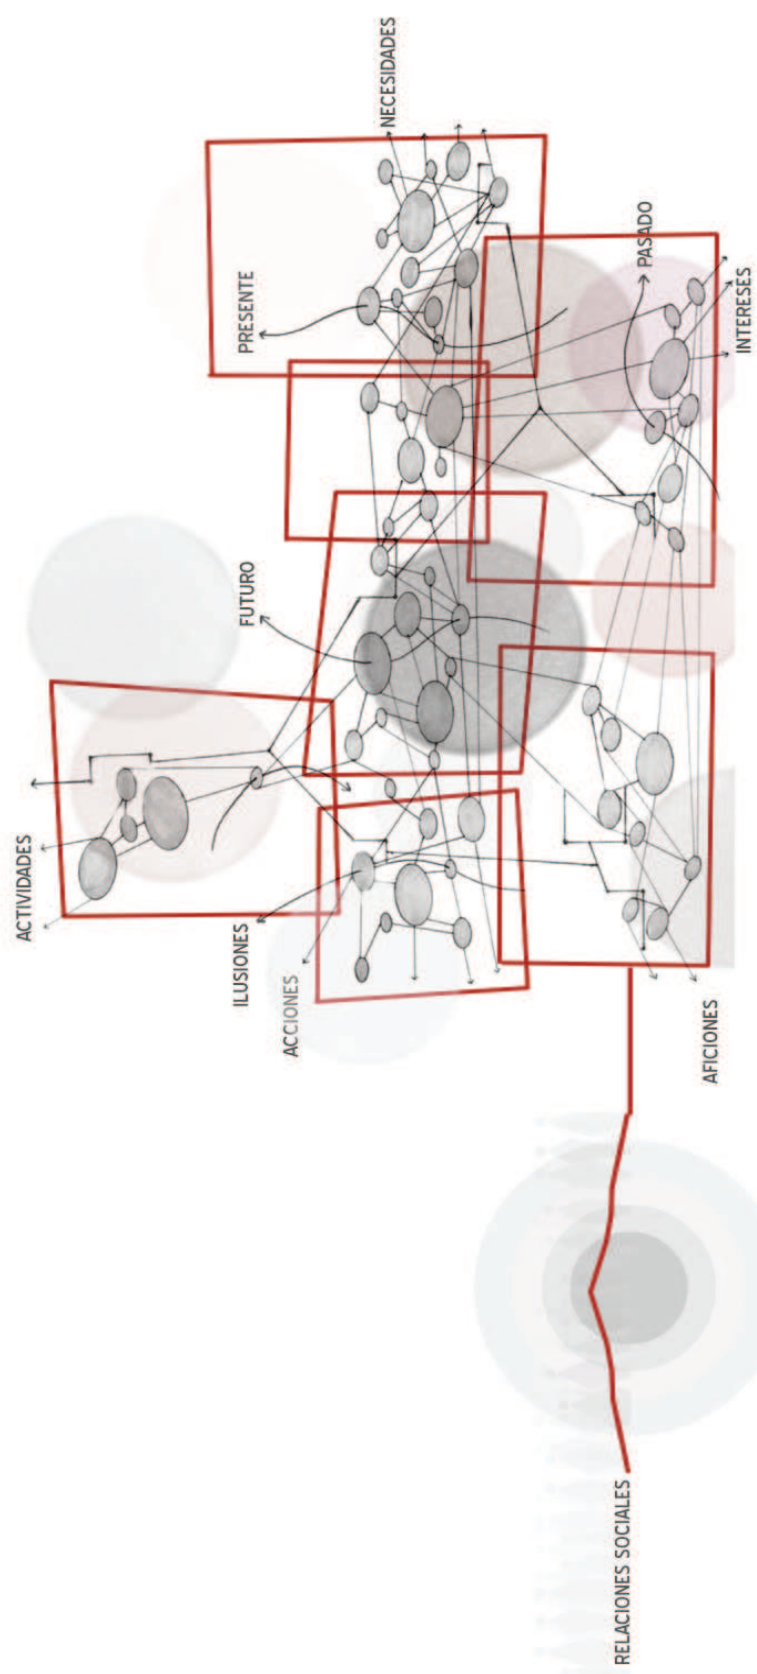 ACTIVIDADES
ILUSIONES
FUTURO
PRESENTE
ACCIONES
NECESIDADES
RELACIONES SOCIALES
PASADO
AFICIONES
INTERESES